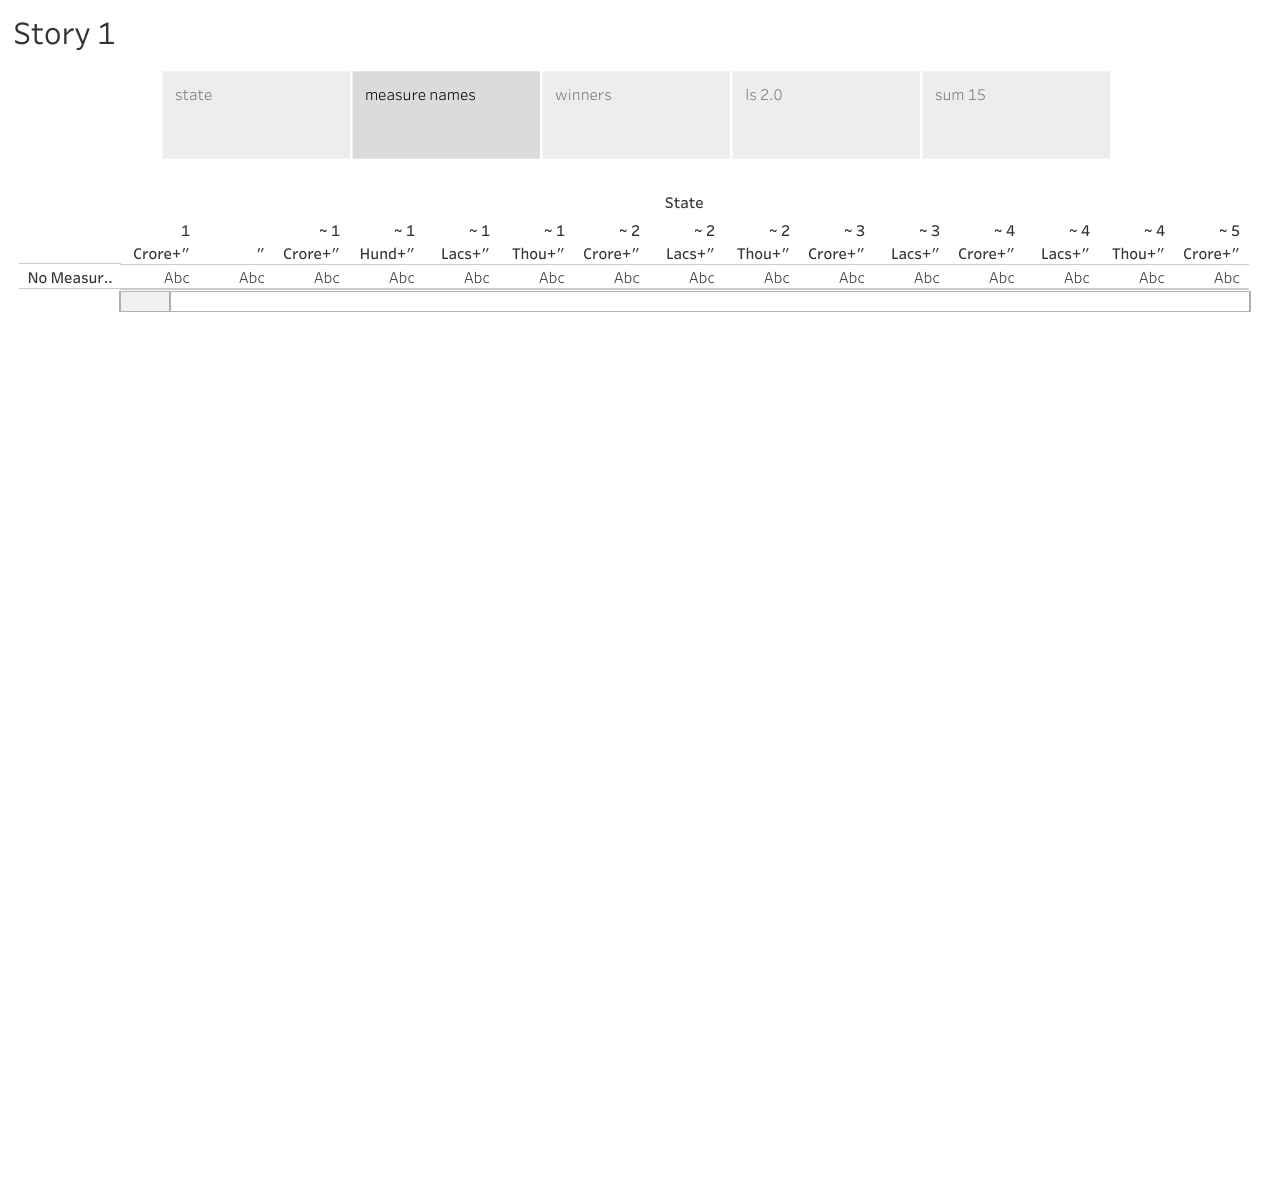 Story 1
state measure names winners ls 2.0 sum 15
State
1 ~ 1 ~ 1 ~ 1 ~ 1 ~ 2 ~ 2 ~ 2 ~ 3 ~ 3 ~ 4 ~ 4 ~ 4 ~ 5
Crore+” ” Crore+” Hund+” Lacs+” Thou+” Crore+” Lacs+” Thou+” Crore+” Lacs+” Crore+” Lacs+” Thou+” Crore+”
No Measur.. Abc Abc Abc Abc Abc Abc Abc Abc Abc Abc Abc Abc Abc Abc Abc